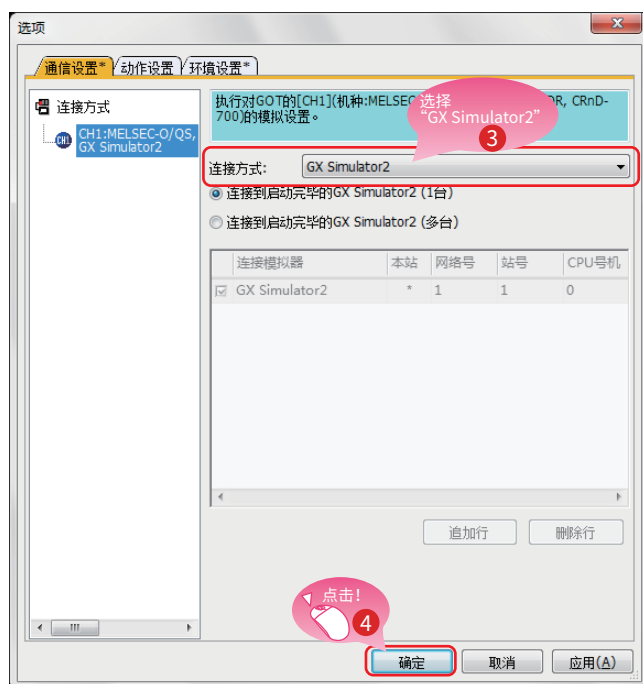 选项
通信设置* 动作设置 环境设置*
连接方式
CH1:MELSEC-O/QS,
GX Simulator2
执行对GOT的[CH1](机种:MELSEC
R, CRnD-
700)的模拟设置。
选择
“GX Simulator2”
3
连接方式: GX Simulator2
连接到启动完毕的GX Simulator2 (1台)
连接到启动完毕的GX Simulator2 (多台)
连接模拟器 本站 网络号 站号 CPU号机
GX Simulator2 * 1 1 0
追加行 删除行
点击!
4
确定 取消 应用(A)